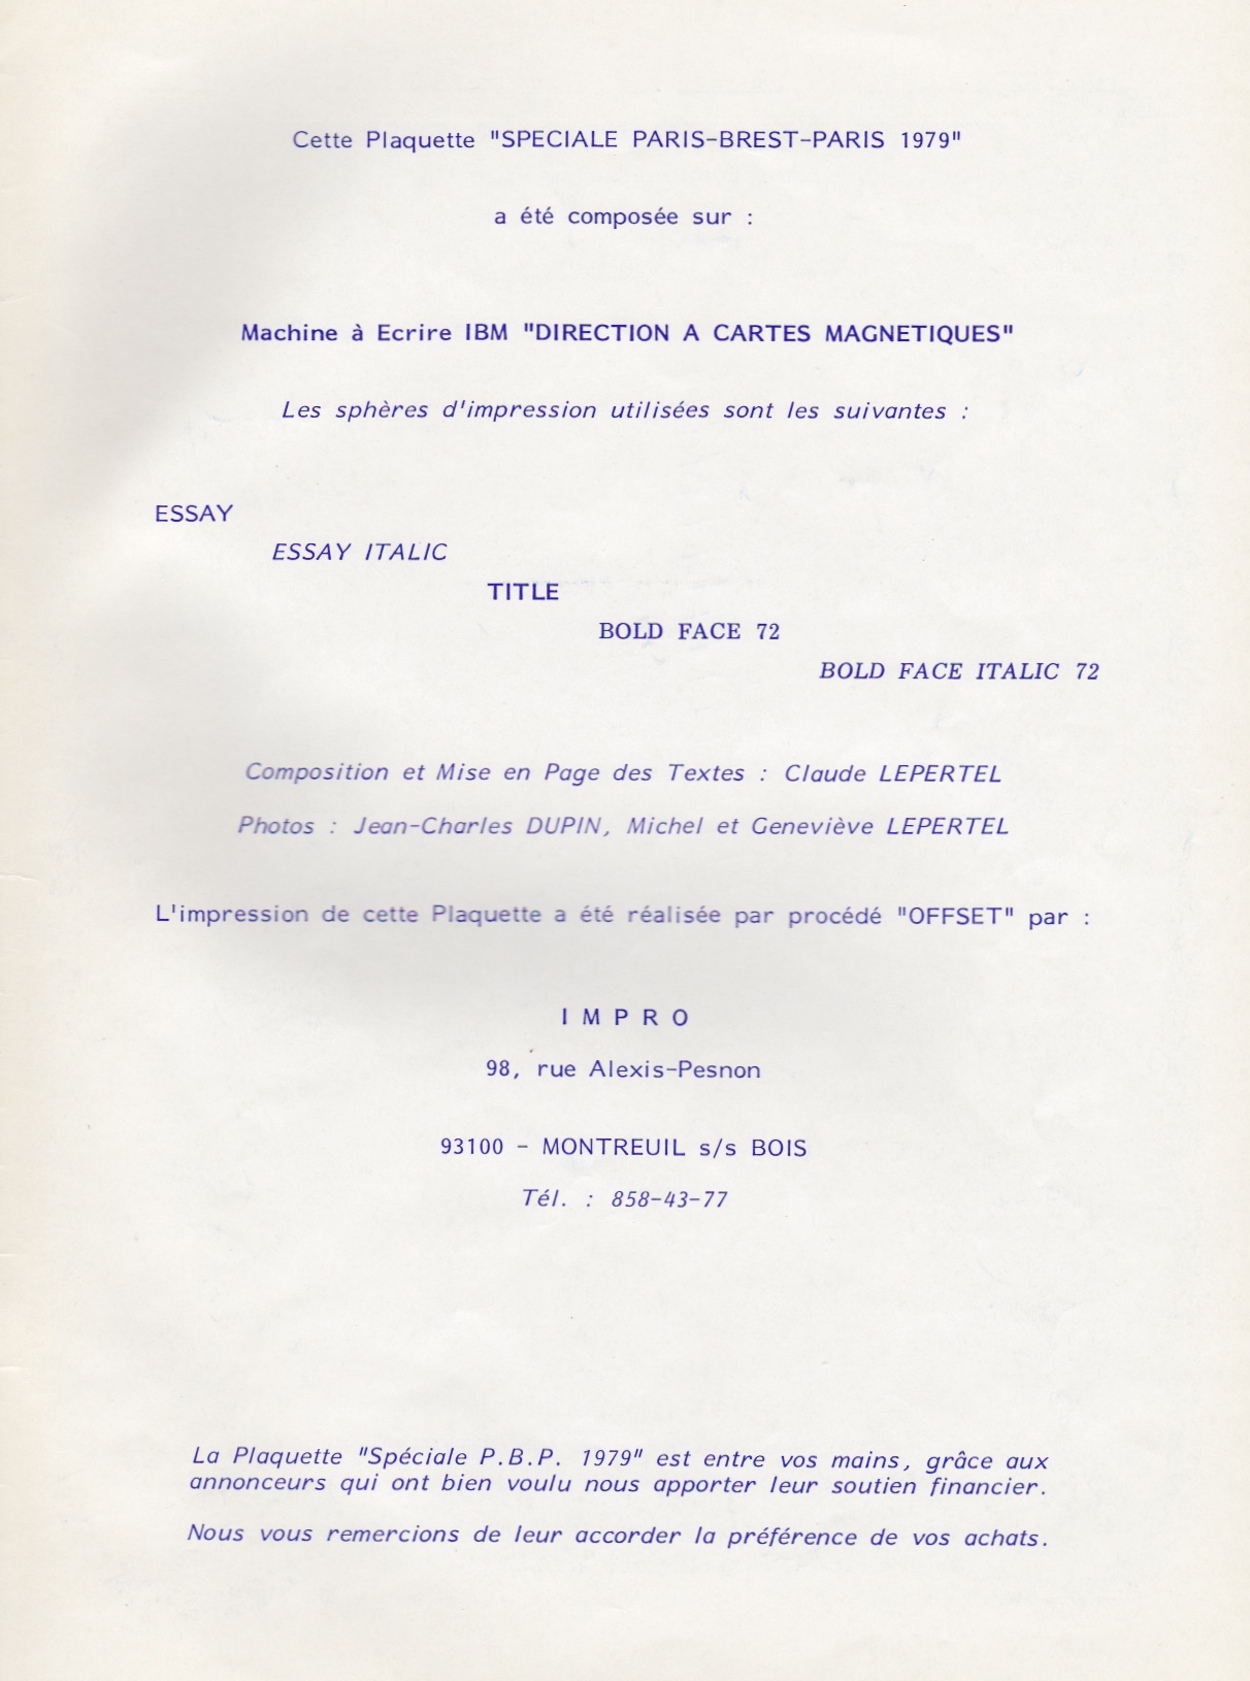 Cette Plaquette "SPECIALE PARIS-BREST-PARIS 1979"
a été composée sur :
Machine à Ecrire IBM "DIRECTION A CARTES MAGNETIQUES"
Les sphères d'impression utilisées sont les suivantes :
ESSAY
ESSAY ITALIC
TITLE
BOLD FACE 72
BOLD FACE ITALIC 72
Composition et Mise en Page des Textes : Claude LEPERTEL
Photos : Jean-Charles DUPIN, Michel et Geneviève LEPERTEL
L'impression de cette Plaquette a été réalisée par procédé "OFFSET" par :
I M P R O
98, rue Alexis-Pesnon
93100 - MONTREUIL s/s BOIS
Tél. : 858-43-77
La Plaquette "Spéciale P.B.P. 1979" est entre vos mains, grâce aux
annonceurs qui ont bien voulu nous apporter leur soutien financier.
Nous vous remercions de leur accorder la préférence de vos achats.